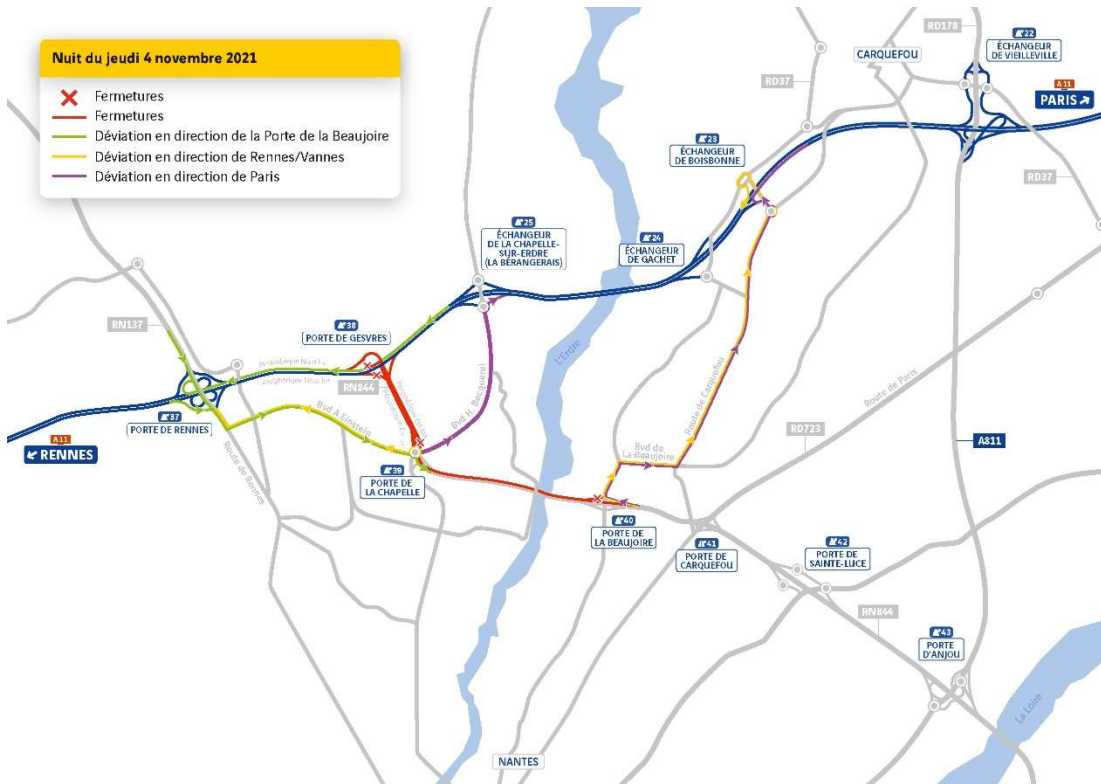 Nuit du jeudi 4 novembre 2021
Fermetures
Fermetures
Déviation en direction de la Porte de la Beaujoire
Déviation en direction de Rennes/Vannes
Déviation en direction de Paris
RD178
22
ÉCHANGEUR
DE VIEILLEVILLE
CARQUEFOU
RD37
A11
PARIS
23
ÉCHANGEUR
DE BOISBONNE
RD37
25
ÉCHANGEUR
DE LA CHAPELLE-
SUR-ERDRE
(LA BÉRANGERAIS)
24
ÉCHANGEUR
DE GACHET
RN137
38
PORTE DE GESVRES
L'Erdre
RN844
Bvd H. Becquerel
Route de Carquefou
Route de Paris
37
PORTE DE RENNES
Bvd A.Einstein
A11
RENNES
Route de Rennes
Bvd de
La Beaujoire
RD723
A811
39
PORTE DE
LA CHAPELLE
40
PORTE DE
LA BEAUJOIRE
41
PORTE DE
CARQUEFOU
42
PORTE DE
SAINTE-LUCE
RN844
43
PORTE
D'ANJOU
La Loire
NANTES